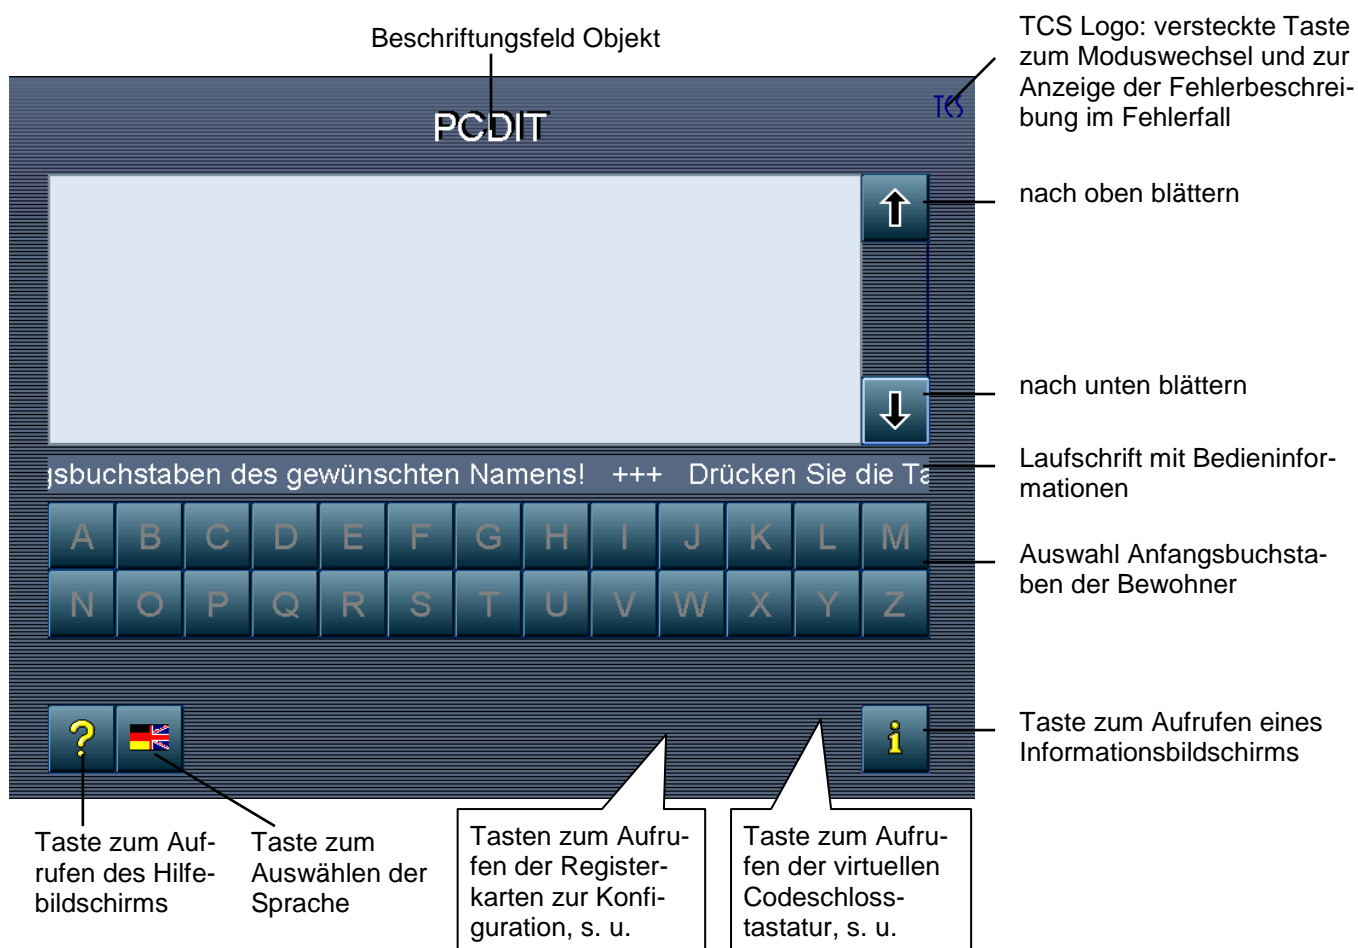 Beschriftungsfeld Objekt
TCS Logo: versteckte Taste
zum Moduswechsel und zur
Anzeige der Fehlerbeschrei-
bung im Fehlerfall
TCS
PCDIT
nach oben blättern
nach unten blättern
gsbuchstaben des gewünschten Namens! +++ Drücken Sie die Ta
Laufschrift mit Bedieninfor-
mationen
A B C D E F G H I J K L M
N O P Q R S T U V W X Y Z
Auswahl Anfangsbuchsta-
ben der Bewohner
? i
Taste zum Aufrufen eines
Informationsbildschirms
Taste zum Auf-
rufen des Hilfe-
bildschirms
Taste zum
Auswählen der
Sprache
Tasten zum Aufru-
fen der Register-
karten zur Konfi-
guration, s. u.
Taste zum Aufru-
fen der virtuellen
Codeschloss-
tastatur, s. u.